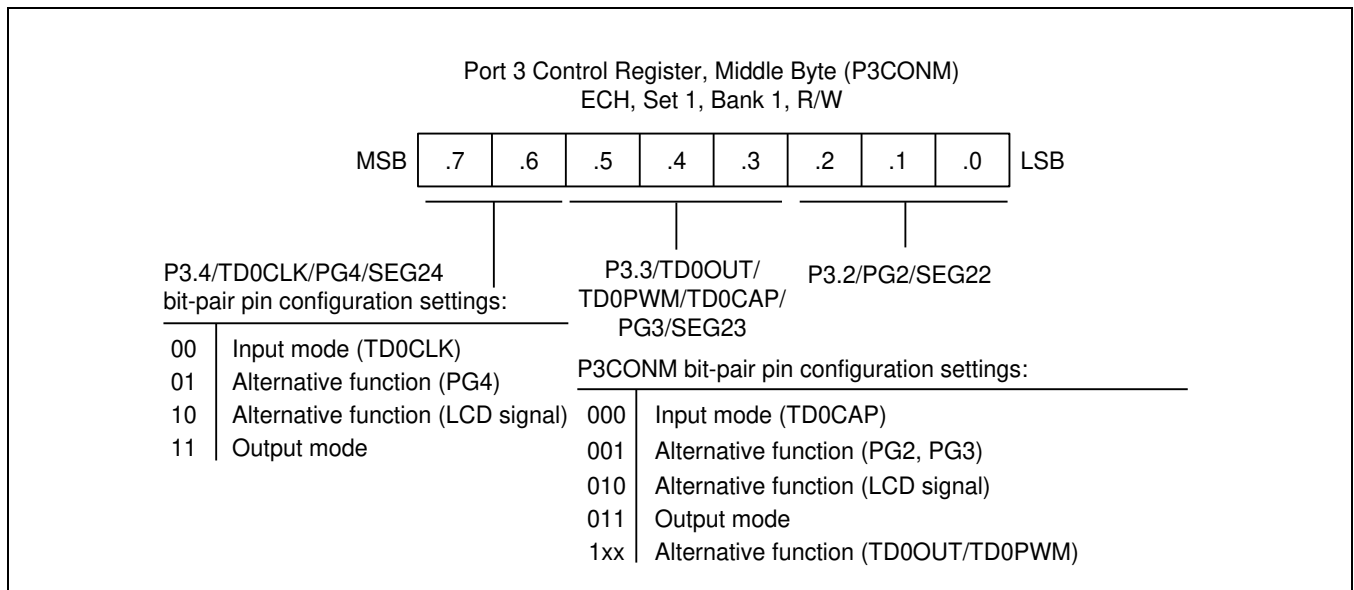 Port 3 Control Register, Middle Byte (P3CONM)
ECH, Set 1, Bank 1, R/W
MSB .7 .6 .5 .4 .3 .2 .1 .0 LSB
P3.4/TD0CLK/PG4/SEG24
bit-pair pin configuration settings:
00 Input mode (TD0CLK)
01 Alternative function (PG4)
10 Alternative function (LCD signal)
11 Output mode
P3.3/TD0OUT/
TD0PWM/TD0CAP/
PG3/SEG23
P3.2/PG2/SEG22
P3CONM bit-pair pin configuration settings:
000 Input mode (TD0CAP)
001 Alternative function (PG2, PG3)
010 Alternative function (LCD signal)
011 Output mode
1xx Alternative function (TD0OUT/TD0PWM)